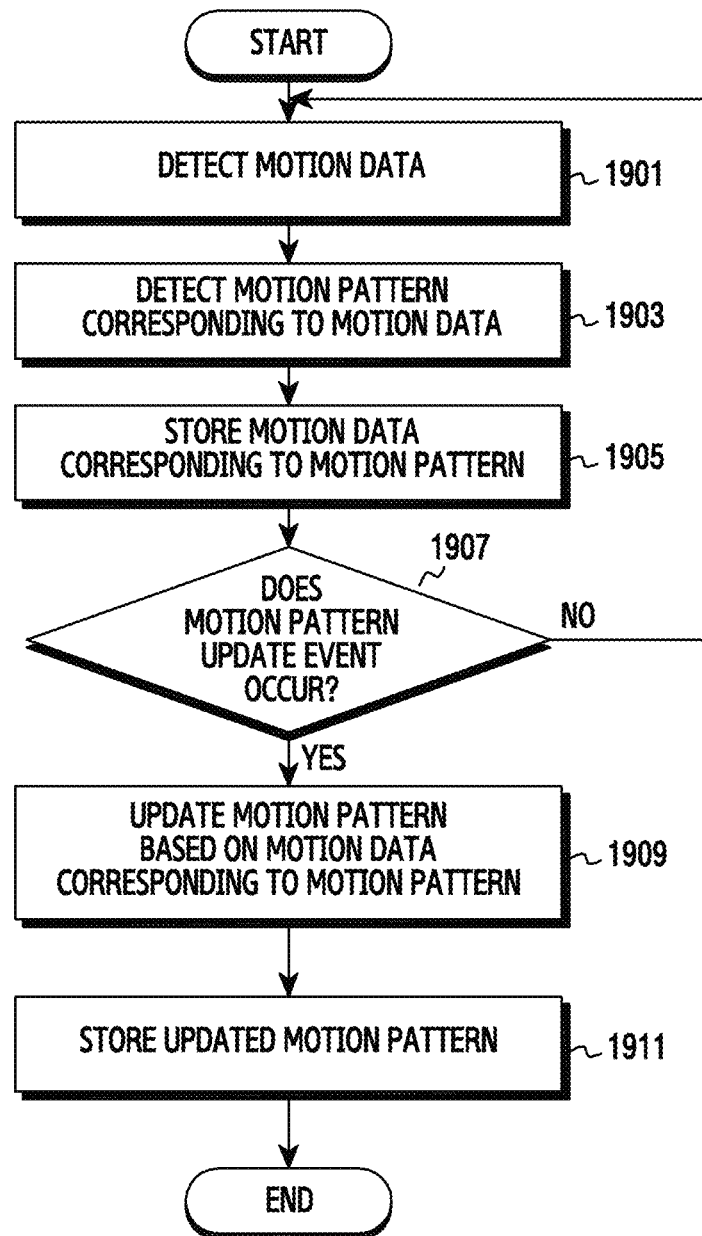 START
DETECT MOTION DATA
1901
DETECT MOTION PATTERN
CORRESPONDING TO MOTION DATA
1903
STORE MOTION DATA
CORRESPONDING TO MOTION PATTERN
1905
1907
DOES
MOTION PATTERN
UPDATE EVENT
OCCUR?
NO
YES
UPDATE MOTION PATTERN
BASED ON MOTION DATA
CORRESPONDING TO MOTION PATTERN
1909
STORE UPDATED MOTION PATTERN
1911
END